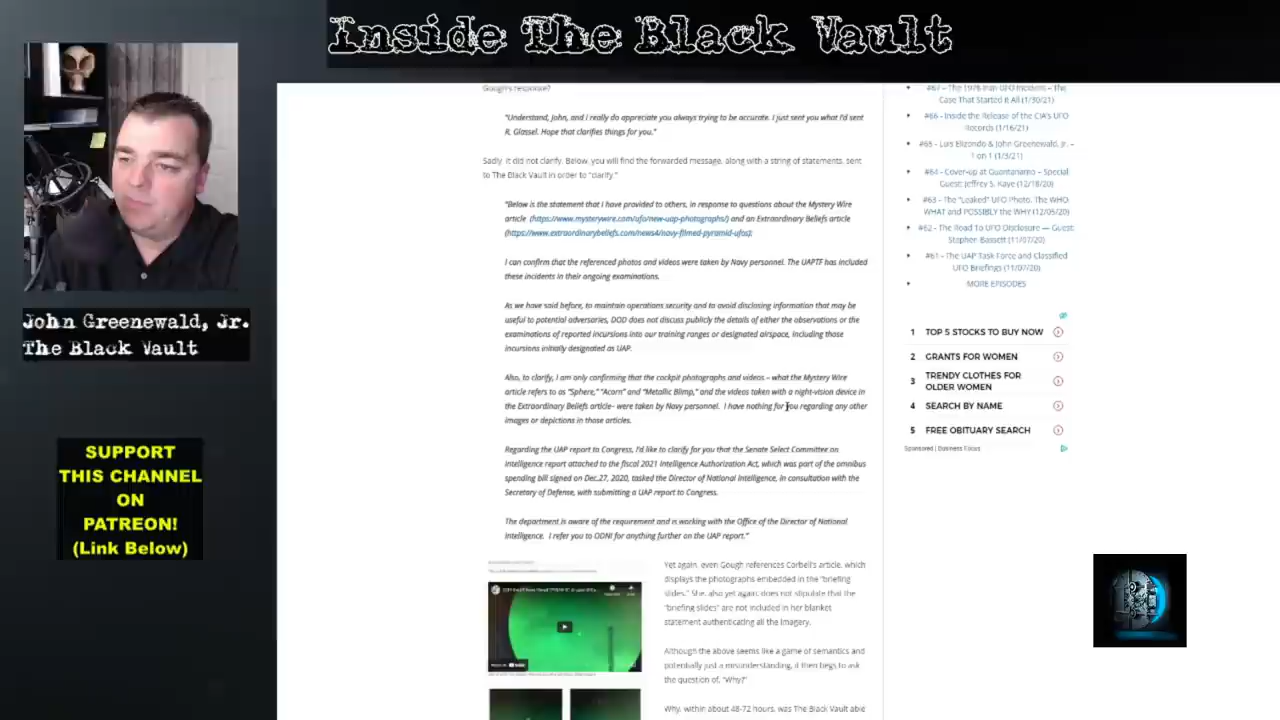 Inside The Black Vault
John Greenewald, Jr.
The Black Vault
SUPPORT
THIS CHANNEL
ON
PATREON!
(Link Below)
Gough's response?
"Understand, John, and I really do appreciate you always trying to be accurate. I just sent you what I'd sent
R. Glassel. Hope that clarifies things for you."
Sadly, it did not clarify. Below, you will find the forwarded message, along with a string of statements, sent
to The Black Vault in order to "clarify."
"Below is the statement that I have provided to others, in response to questions about the Mystery Wire
article (https://www.mysterywire.com/ufo/new-uap-photographs/) and an Extraordinary Beliefs article
(https://www.extraordinarybeliefs.com/news4/navy-filmed-pyramid-ufos):
I can confirm that the referenced photos and videos were taken by Navy personnel. The UAPTF has included
these incidents in their ongoing examinations.
As we have said before, to maintain operations security and to avoid disclosing information that may be
useful to potential adversaries, DOD does not discuss publicly the details of either the observations or the
examinations of reported incursions into our training ranges or designated airspace, including those
incursions initially designated as UAP.
Also, to clarify, I am only confirming that the cockpit photographs and videos – what the Mystery Wire
article refers to as "Sphere," "Acorn" and "Metallic Blimp," and the videos taken with a night-vision device in
the Extraordinary Beliefs article– were taken by Navy personnel. I have nothing for you regarding any other
images or depictions in those articles.
Regarding the UAP report to Congress, I'd like to clarify for you that the Senate Select Committee on
Intelligence report attached to the fiscal 2021 Intelligence Authorization Act, which was part of the omnibus
spending bill signed on Dec.27, 2020, tasked the Director of National Intelligence, in consultation with the
Secretary of Defense, with submitting a UAP report to Congress.
The department is aware of the requirement and is working with the Office of the Director of National
Intelligence. I refer you to ODNI for anything further on the UAP report."
Yet again, even Gough references Corbell's article, which
displays the photographs embedded in the "briefing
slides." She, also yet again, does not stipulate that the
"briefing slides" are not included in her blanket
statement authenticating all the imagery.
Although the above seems like a game of semantics and
potentially just a misunderstanding, it then begs to ask
the question of, "Why?"
Why, within about 48-72 hours, was The Black Vault able
#67 – The 1976 Iran UFO Incident – The
Case That Started it All (1/30/21)
#66 – Inside the Release of the CIA's UFO
Records (1/16/21)
#65 – Luis Elizondo & John Greenewald, Jr. –
1 on 1 (1/3/21)
#64 – Cover-up at Guantanamo – Special
Guest: Jeffrey S. Kaye (12/18/20)
#63 – The "Leaked" UFO Photo. The WHO
WHAT and POSSIBLY the WHY (12/05/20)
#62 – The Road To UFO Disclosure — Guest:
Stephen Bassett (11/07/20)
#61 – The UAP Task Force and Classified
UFO Briefings (11/07/20)
MORE EPISODES
1 TOP 5 STOCKS TO BUY NOW
2 GRANTS FOR WOMEN
3 TRENDY CLOTHES FOR
OLDER WOMEN
4 SEARCH BY NAME
5 FREE OBITUARY SEARCH
Sponsored | Business Focus